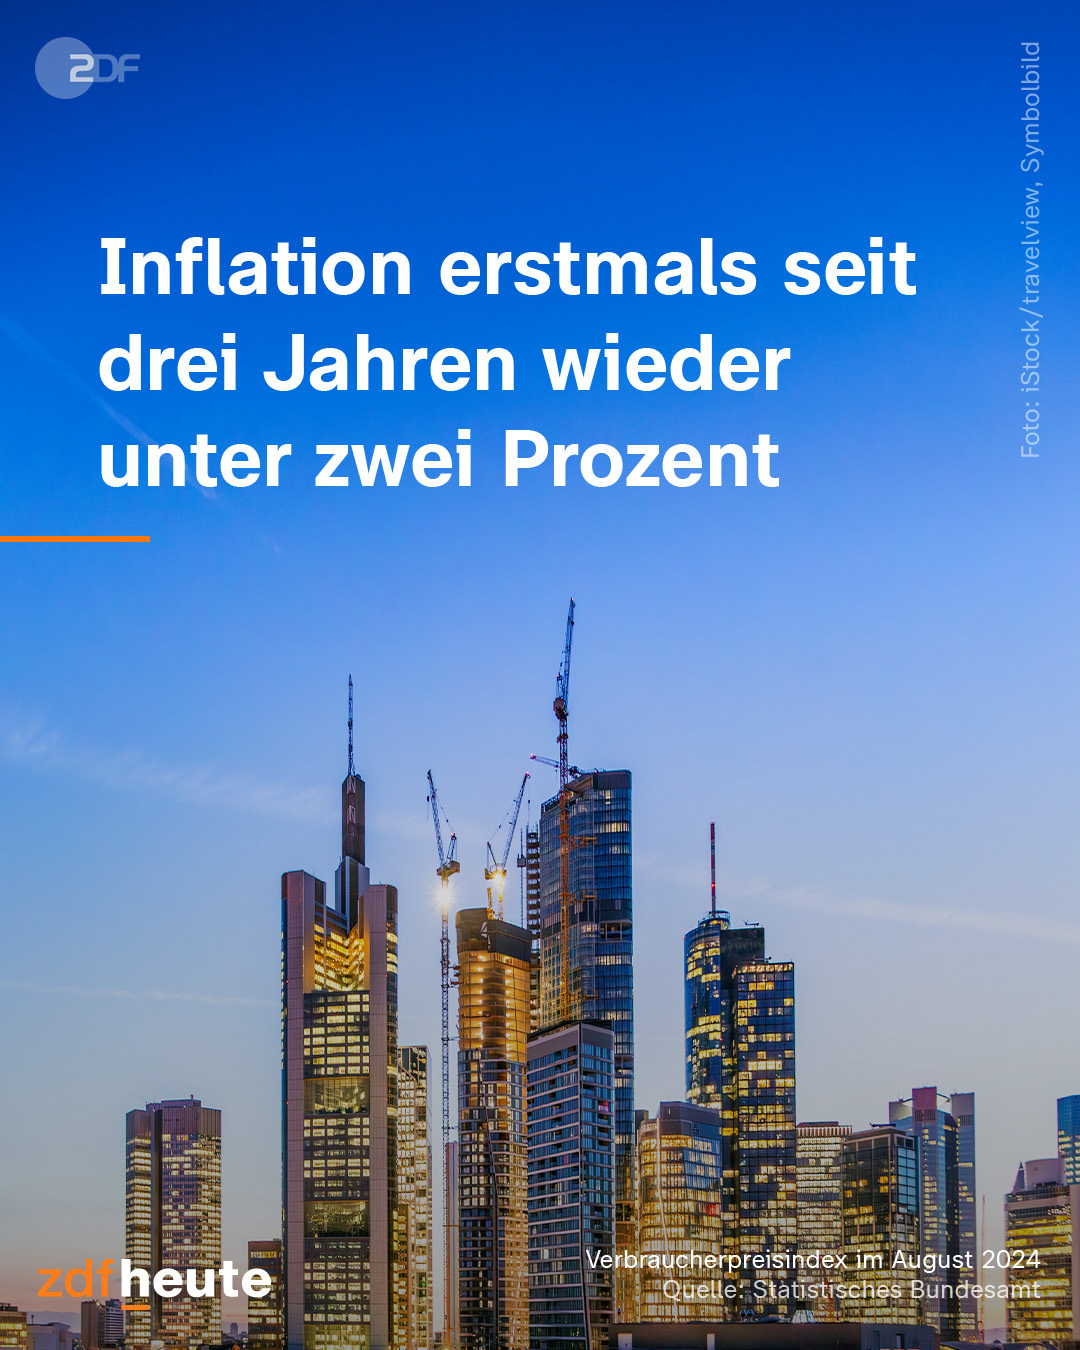 ZDF
Foto: iStock/travelview, Symbolbild
Inflation erstmals seit
drei Jahren wieder
unter zwei Prozent
zdfheute
Verbraucherpreisindex im August 2024
Quelle: Statistisches Bundesamt